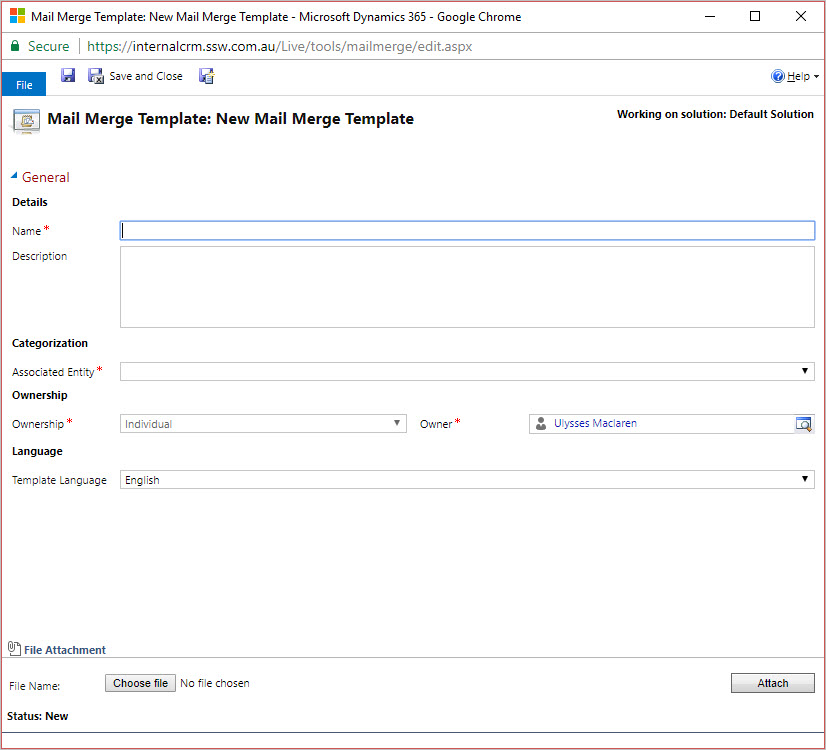 Mail Merge Template: New Mail Merge Template - Microsoft Dynamics 365 - Google Chrome
Secure https://internalcrm.ssw.com.au/Live/tools/mailmerge/edit.aspx
File Save and Close Help
Mail Merge Template: New Mail Merge Template Working on solution: Default Solution
General
Details
Name *
Description
Categorization
Associated Entity *
Ownership
Ownership * Individual Owner * Ulysses Maclaren
Language
Template Language English
File Attachment
File Name: Choose file No file chosen Attach
Status: New